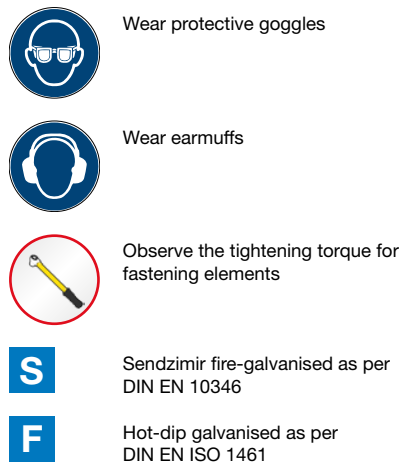 Wear protective goggles
Wear earmuffs
Observe the tightening torque for
fastening elements
S
Sendzimir fire-galvanised as per
DIN EN 10346
F
Hot-dip galvanised as per
DIN EN ISO 1461